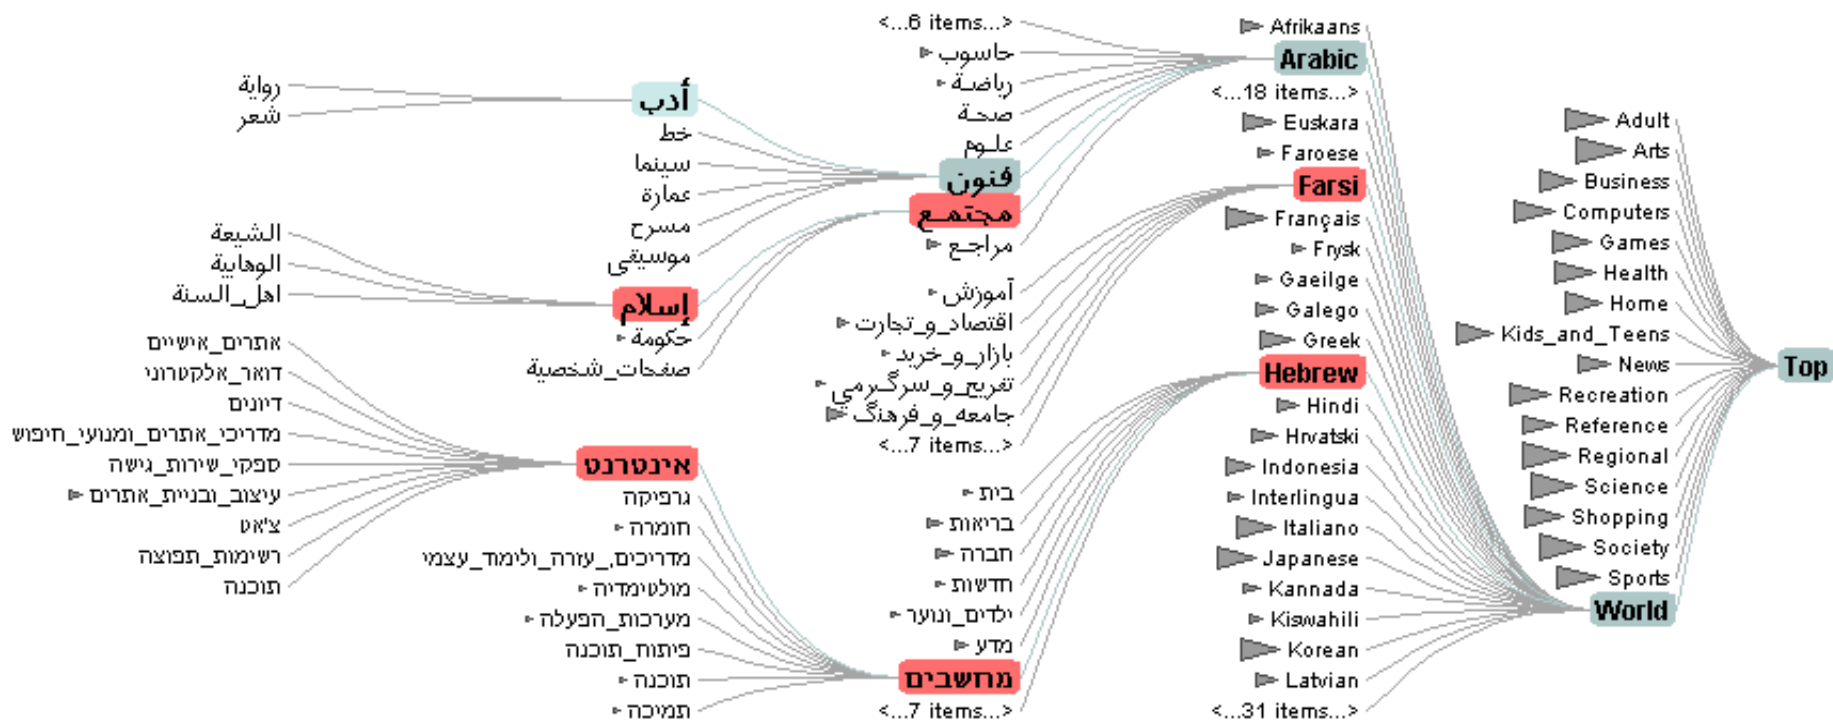 Top
Adult
Arts
Business
Computers
Games
Health
Home
Kids_and_Teens
News
Recreation
Reference
Regional
Science
Shopping
Society
Sports
World
Afrikaans
Arabic
<...18 items...>
Euskara
Faroese
Farsi
Français
Frysk
Gaeilge
Galego
Greek
Hebrew
Hindi
Hrvatski
Indonesia
Interlingua
Italiano
Japanese
Kannada
Kiswahili
Korean
Latvian
<...31 items...>
<...6 items...>
حاسوب
رياضة
صحة
علوم
فنون
مجتمع
مراجع
آموزش
اقتصاد_و_تجارت
بازار_و_خريد
تفريح_و_سرگرمي
جامعه_و_فرهنگ
<...7 items...>
בית
בריאות
חברה
חדשות
ילדים_ונוער
מדע
מחשבים
<...7 items...>
أدب
خط
سينما
عمارة
مسرح
موسيقى
إسلام
حكومة
صفحات_شخصية
אינטרנט
גרפיקה
חומרה
מדריכים,_עזרה_ולימוד_עצמי
מולטימדיה
מערכות_הפעלה
פיתוח_תוכנה
תוכנה
תמיכה
رواية
شعر
الشيعة
الوهابية
اهل_السنة
אתרים_אישיים
דואר_אלקטרוני
דיונים
מדריכי_אתרים_ומנועי_חיפוש
ספקי_שירות_גישה
עיצוב_ובניית_אתרים
צ'אט
רשימות_תפוצה
תוכנה